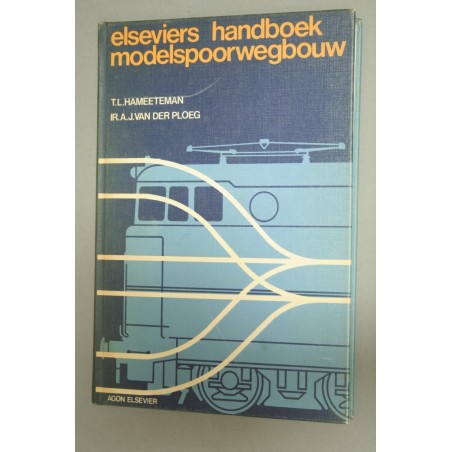 elseviers handboek
modelspoorwegbouw
T.L.HAMEETEMAN
IR.A.J.VAN DER PLOEG
AGON ELSEVIER